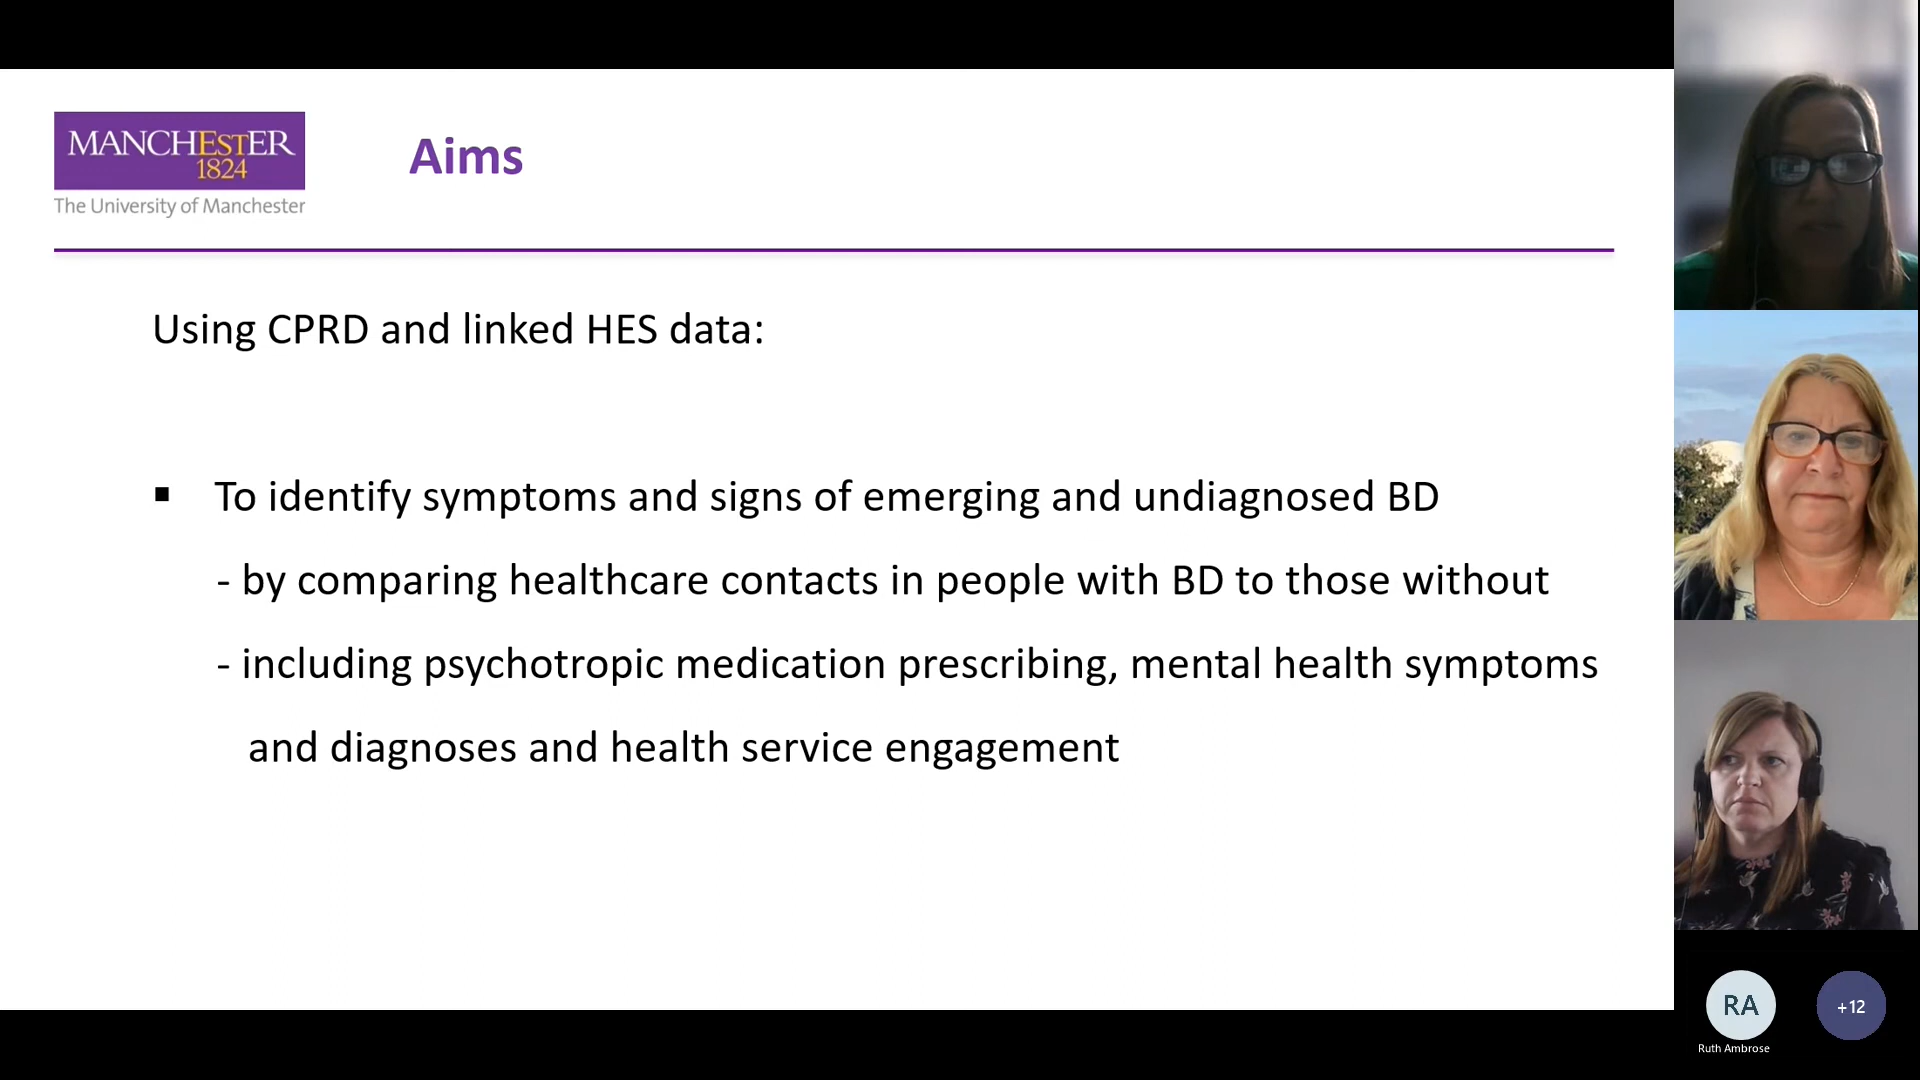 MANCHESTER
1824
The University of Manchester
Aims
Using CPRD and linked HES data:
▪ To identify symptoms and signs of emerging and undiagnosed BD
- by comparing healthcare contacts in people with BD to those without
- including psychotropic medication prescribing, mental health symptoms
and diagnoses and health service engagement
RA
+12
Ruth Ambrose